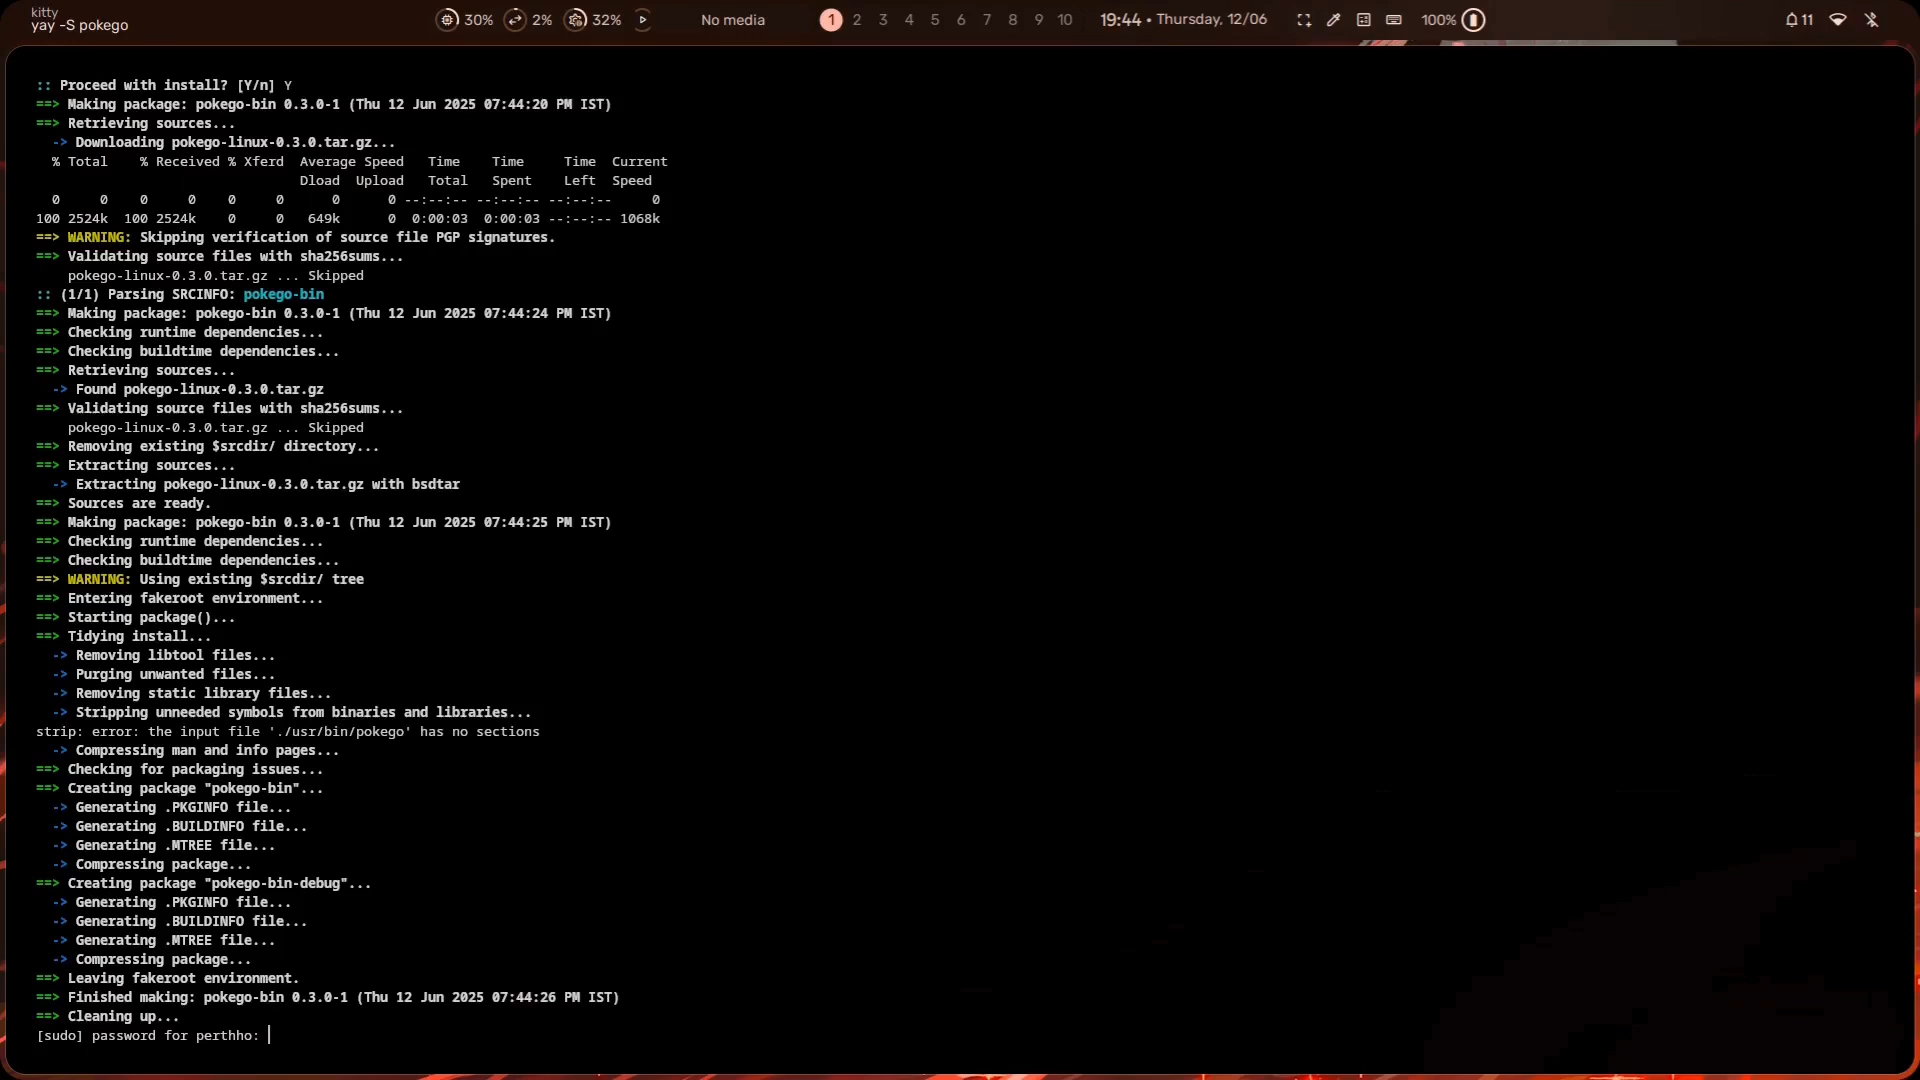 kitty
yay -S pokego
30% 2% 32% No media 1 2 3 4 5 6 7 8 9 10 19:44 • Thursday, 12/06 100% 11
:: Proceed with install? [Y/n] Y
==> Making package: pokego-bin 0.3.0-1 (Thu 12 Jun 2025 07:44:20 PM IST)
==> Retrieving sources...
  -> Downloading pokego-linux-0.3.0.tar.gz...
  % Total    % Received % Xferd  Average Speed   Time    Time     Time  Current
                                 Dload  Upload   Total   Spent    Left  Speed
  0     0    0     0    0     0      0      0 --:--:-- --:--:-- --:--:--     0
100 2524k  100 2524k    0     0   649k      0  0:00:03  0:00:03 --:--:-- 1068k
==> WARNING: Skipping verification of source file PGP signatures.
==> Validating source files with sha256sums...
    pokego-linux-0.3.0.tar.gz ... Skipped
:: (1/1) Parsing SRCINFO: pokego-bin
==> Making package: pokego-bin 0.3.0-1 (Thu 12 Jun 2025 07:44:24 PM IST)
==> Checking runtime dependencies...
==> Checking buildtime dependencies...
==> Retrieving sources...
  -> Found pokego-linux-0.3.0.tar.gz
==> Validating source files with sha256sums...
    pokego-linux-0.3.0.tar.gz ... Skipped
==> Removing existing $srcdir/ directory...
==> Extracting sources...
  -> Extracting pokego-linux-0.3.0.tar.gz with bsdtar
==> Sources are ready.
==> Making package: pokego-bin 0.3.0-1 (Thu 12 Jun 2025 07:44:25 PM IST)
==> Checking runtime dependencies...
==> Checking buildtime dependencies...
==> WARNING: Using existing $srcdir/ tree
==> Entering fakeroot environment...
==> Starting package()...
==> Tidying install...
  -> Removing libtool files...
  -> Purging unwanted files...
  -> Removing static library files...
  -> Stripping unneeded symbols from binaries and libraries...
strip: error: the input file './usr/bin/pokego' has no sections
  -> Compressing man and info pages...
==> Checking for packaging issues...
==> Creating package "pokego-bin"...
  -> Generating .PKGINFO file...
  -> Generating .BUILDINFO file...
  -> Generating .MTREE file...
  -> Compressing package...
==> Creating package "pokego-bin-debug"...
  -> Generating .PKGINFO file...
  -> Generating .BUILDINFO file...
  -> Generating .MTREE file...
  -> Compressing package...
==> Leaving fakeroot environment.
==> Finished making: pokego-bin 0.3.0-1 (Thu 12 Jun 2025 07:44:26 PM IST)
==> Cleaning up...
[sudo] password for perthho: